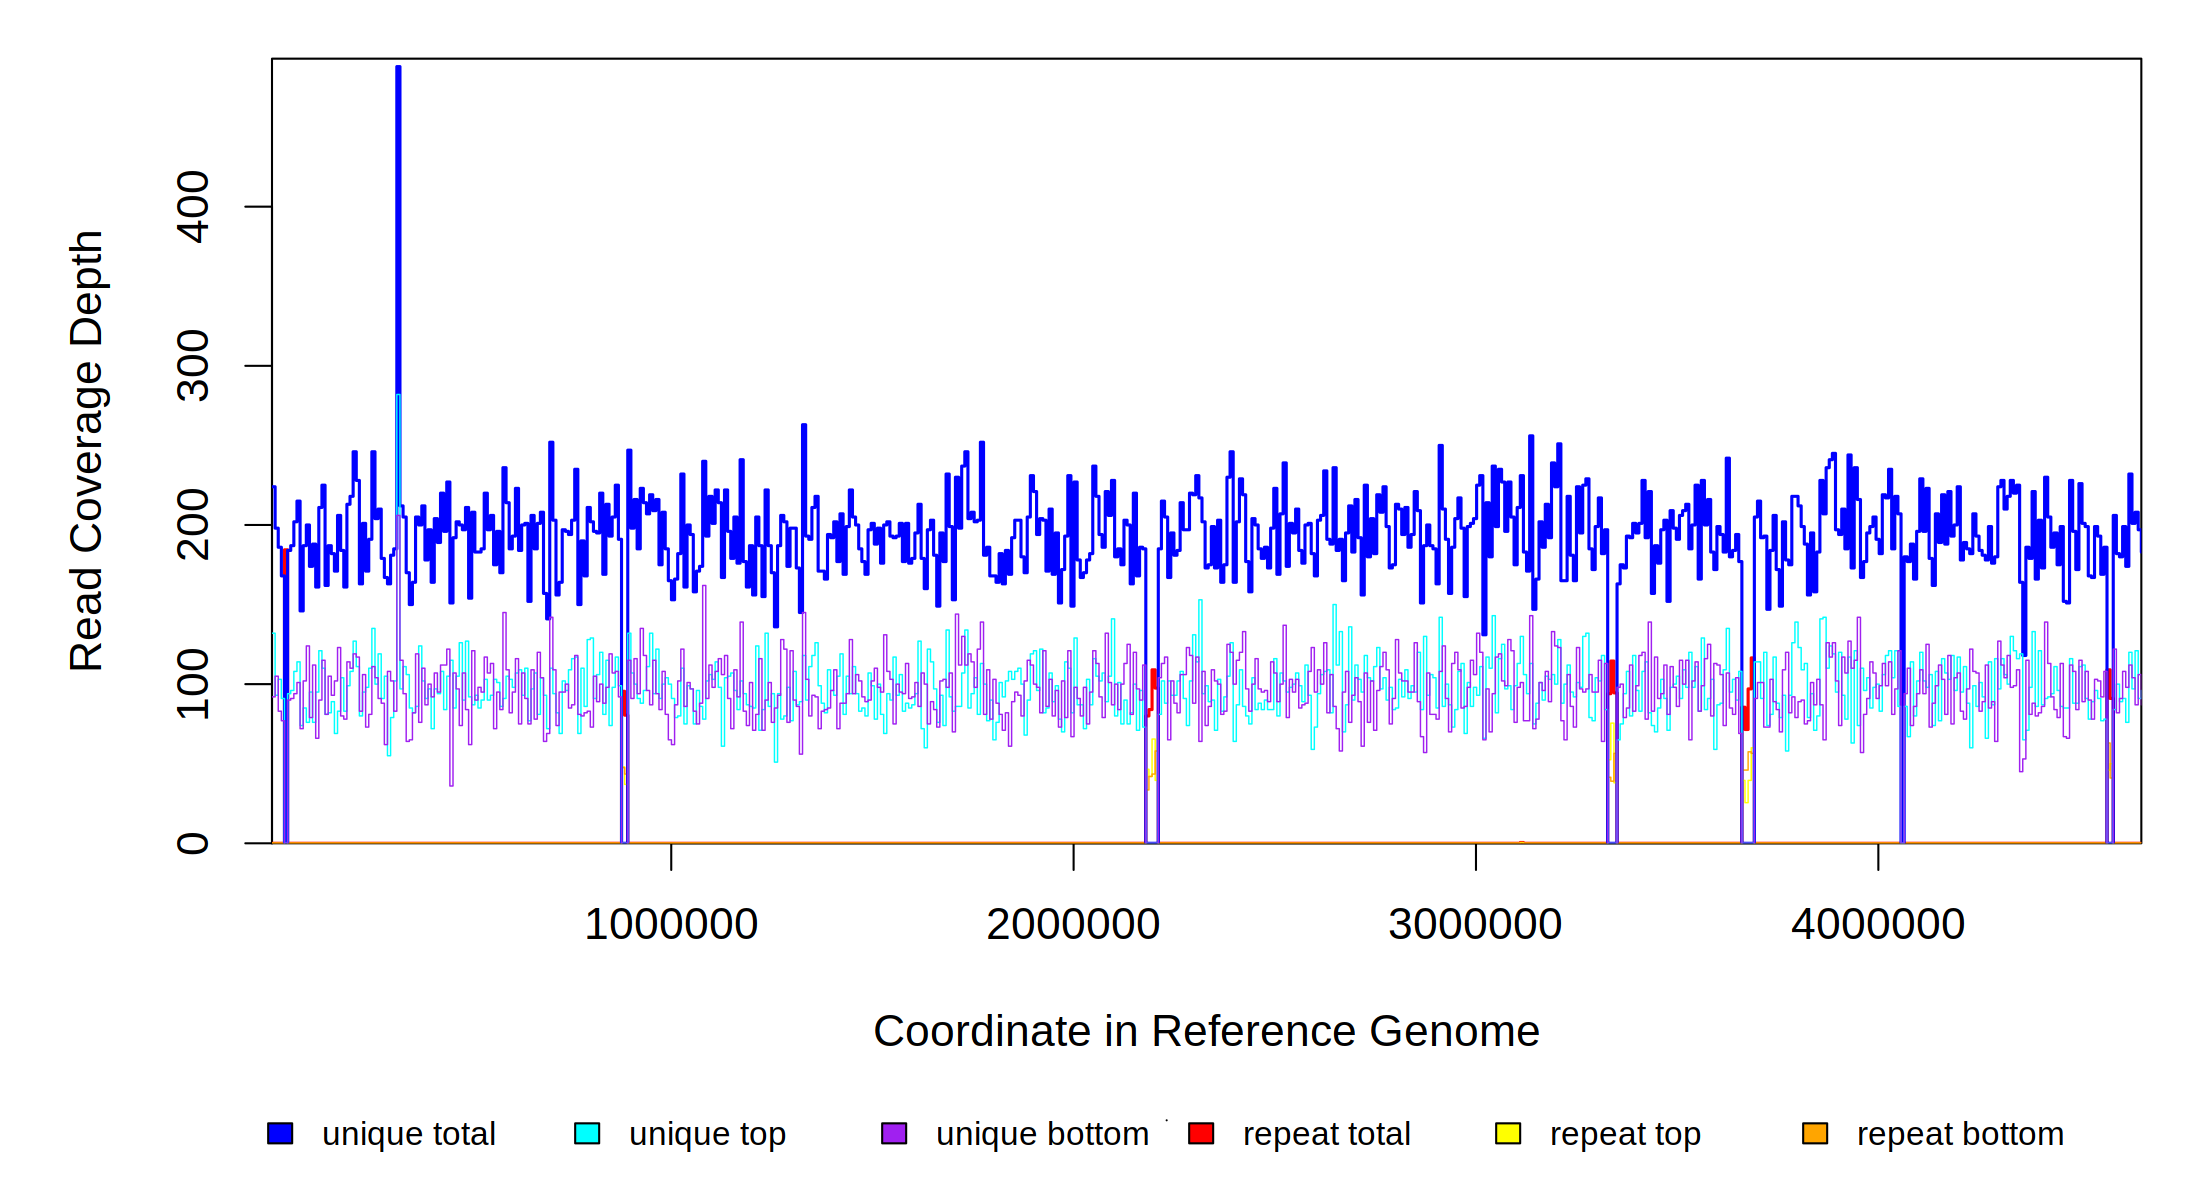 Read Coverage Depth
400
300
200
100
0
1000000 2000000 3000000 4000000
Coordinate in Reference Genome
unique total unique top unique bottom repeat total repeat top repeat bottom